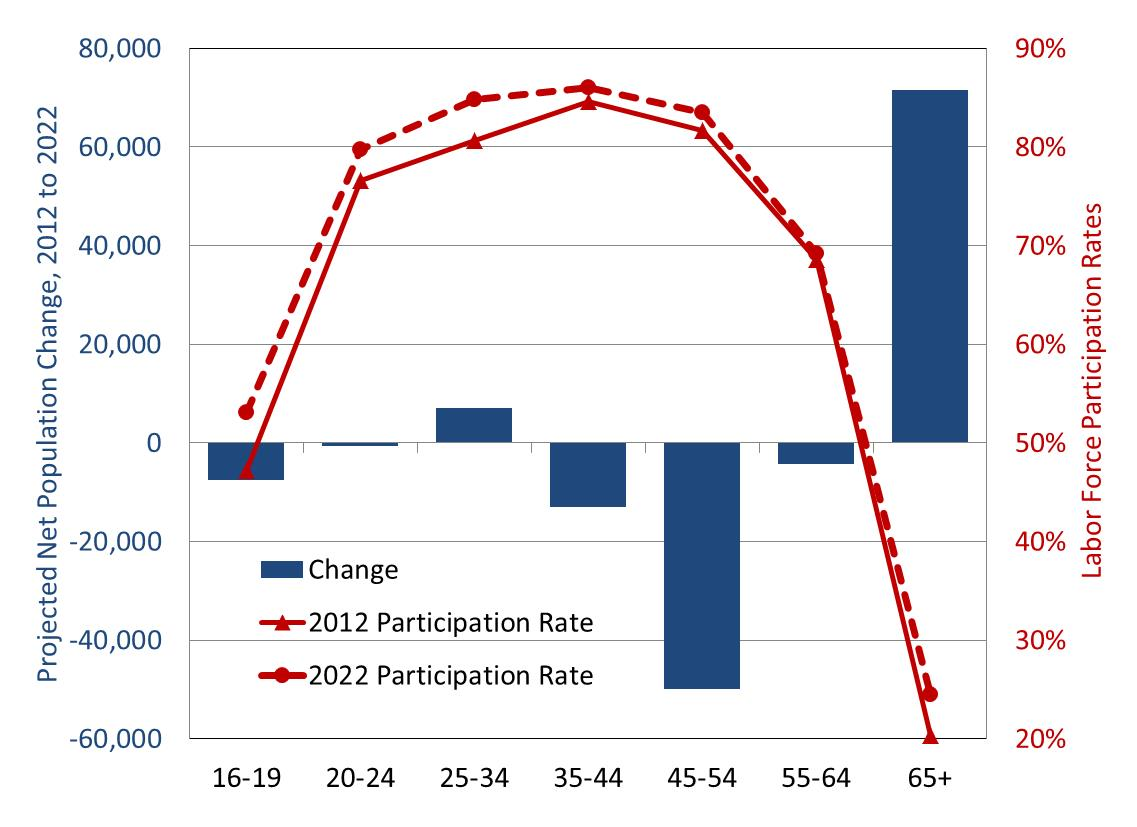 Projected Net Population Change, 2012 to 2022
80,000
60,000
40,000
20,000
0
-20,000
-40,000
-60,000
90%
80%
70%
60%
50%
40%
30%
20%
Labor Force Participation Rates
Change
2012 Participation Rate
2022 Participation Rate
16-19 20-24 25-34 35-44 45-54 55-64 65+